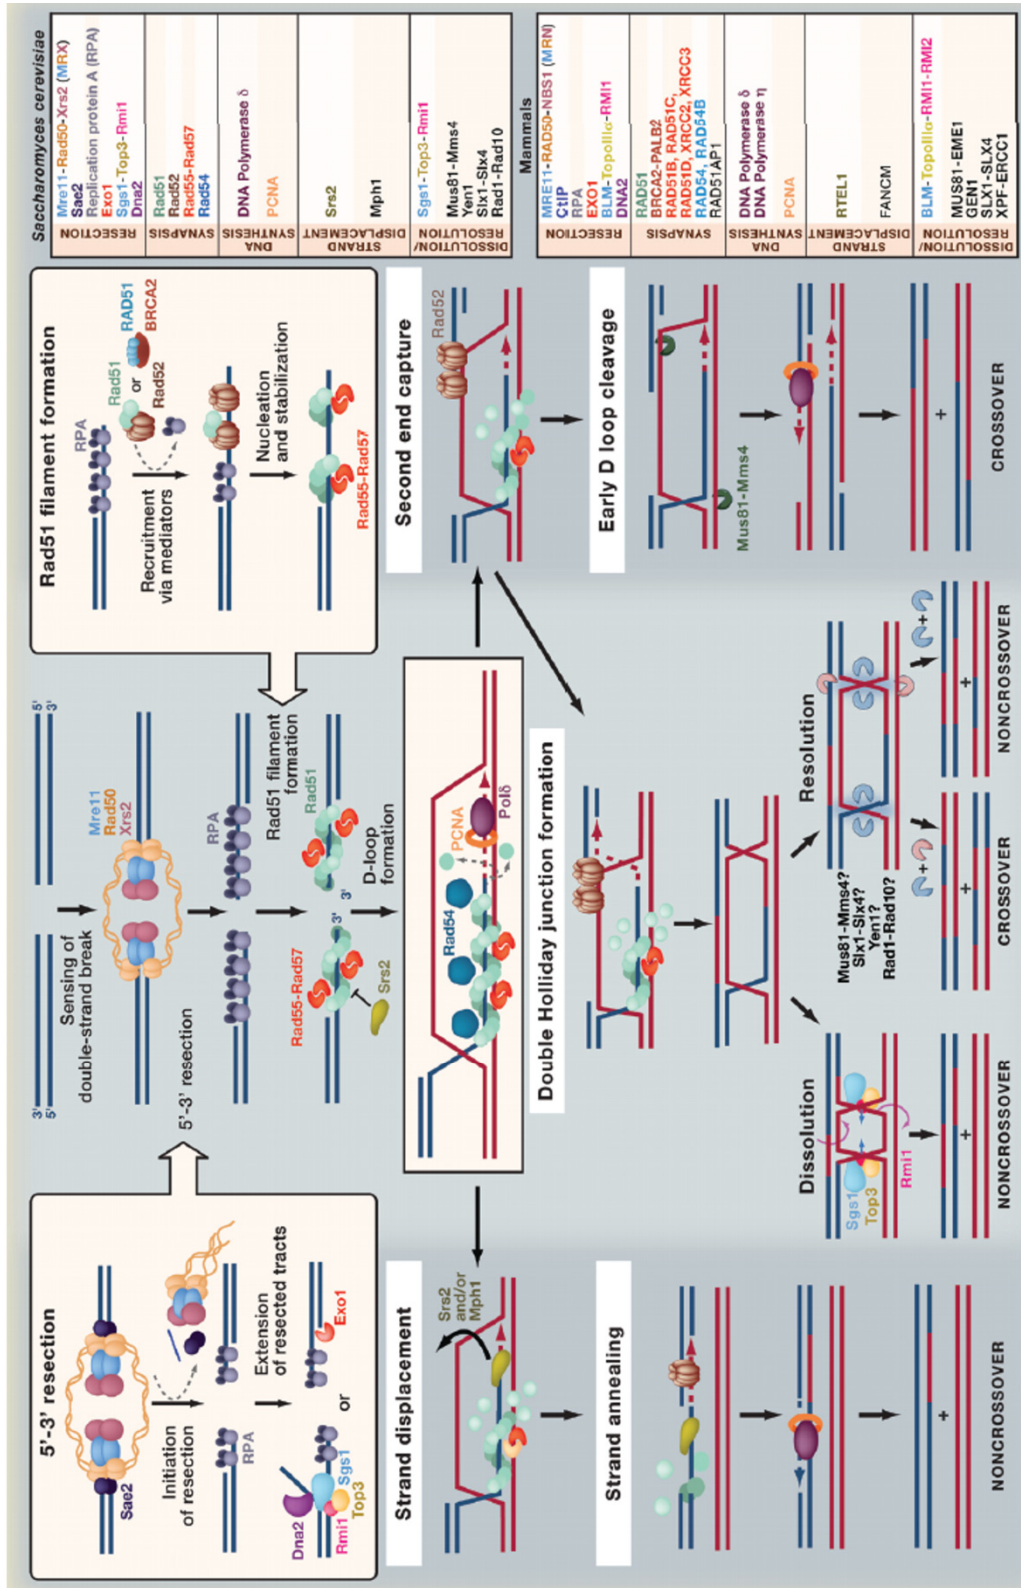 5'-3' resection
Sae2
Initiation
of resection
RPA
Extension
of resected tracts
Dna2
Rmi1
Top3
Sgs1
or
Exo1
3'
5'
5'
3'
Sensing of
double-strand break
Mre11
Rad50
Xrs2
5'-3' resection
RPA
Rad51 filament
formation
Rad55-Rad57
3'
3'
Rad51
Srs2
D-loop
formation
Rad54
PCNA
Polδ
Rad51 filament formation
RPA
Rad51
or
Rad52
RAD51
BRCA2
Recruitment
via mediators
Nucleation
and stabilization
Rad55-Rad57
Strand displacement
Srs2
and/or
Mph1
Strand annealing
NONCROSSOVER
+
Double Holliday junction formation
Dissolution
Sgs1
Top3
Rmi1
+
NONCROSSOVER
Resolution
Mus81-Mms4?
Slx1-Slx4?
Yen1?
Rad1-Rad10?
+
+
CROSSOVER
+
+
NONCROSSOVER
Second end capture
Rad52
Early D loop cleavage
Mus81-Mms4
+
CROSSOVER
Saccharomyces cerevisiae
RESECTION
Mre11-Rad50-Xrs2 (MRX)
Sae2
Replication protein A (RPA)
Exo1
Sgs1-Top3-Rmi1
Dna2
SYNAPSIS
Rad51
Rad52
Rad55-Rad57
Rad54
DNA
SYNTHESIS
DNA Polymerase δ
PCNA
STRAND
DISPLACEMENT
Srs2
Mph1
DISSOLUTION/
RESOLUTION
Sgs1-Top3-Rmi1
Mus81-Mms4
Yen1
Slx1-Slx4
Rad1-Rad10
Mammals
RESECTION
MRE11-RAD50-NBS1 (MRN)
CtIP
RPA
EXO1
BLM-TopoIIIα-RMI1
DNA2
SYNAPSIS
RAD51
BRCA2-PALB2
RAD51B, RAD51C,
RAD51D, XRCC2, XRCC3
RAD54, RAD54B
RAD51AP1
DNA
SYNTHESIS
DNA Polymerase δ
DNA Polymerase η
PCNA
STRAND
DISPLACEMENT
RTEL1
FANCM
DISSOLUTION/
RESOLUTION
BLM-TopoIIIα-RMI1-RMI2
MUS81-EME1
GEN1
SLX1-SLX4
XPF-ERCC1